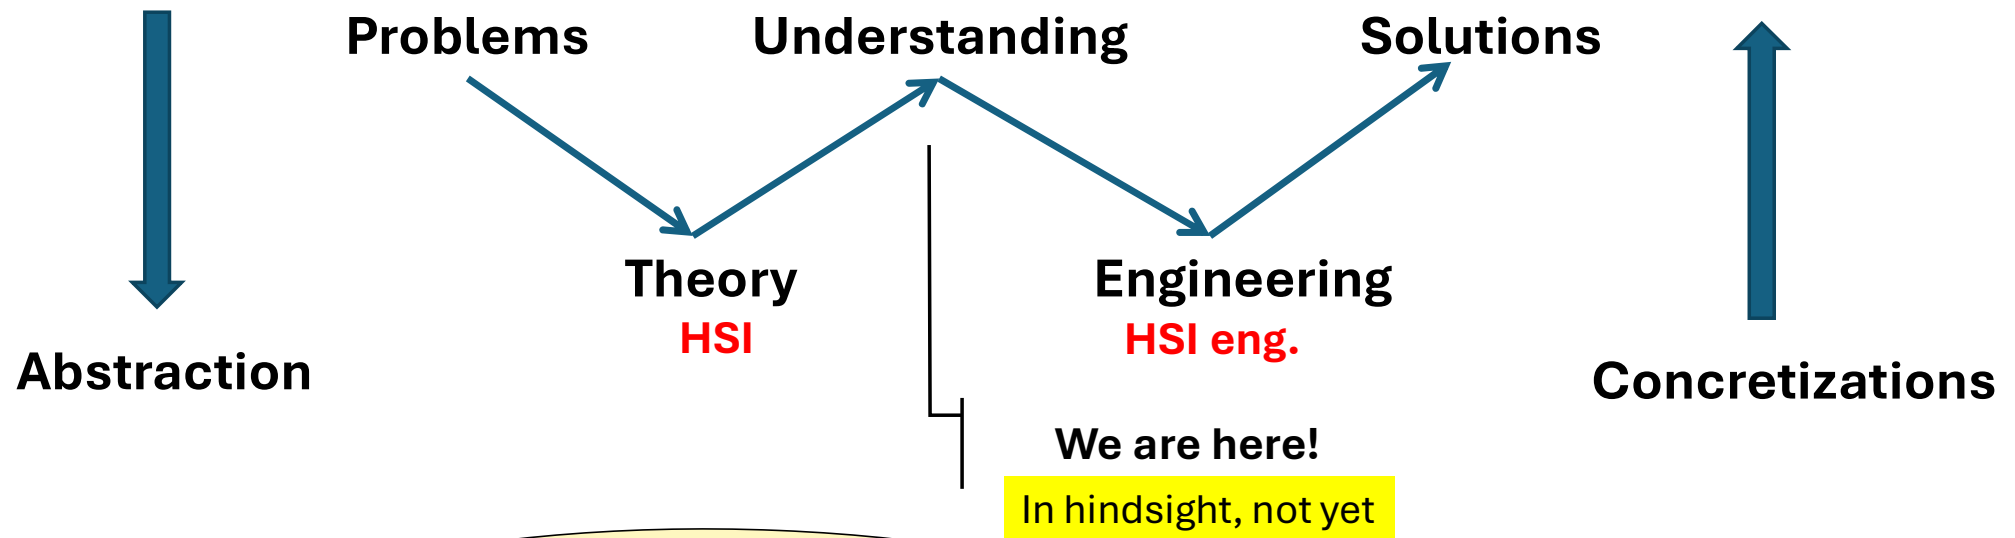 Problems
Understanding
Solutions
Theory
HSI
Engineering
HSI eng.
Abstraction
Concretizations
We are here!
In hindsight, not yet